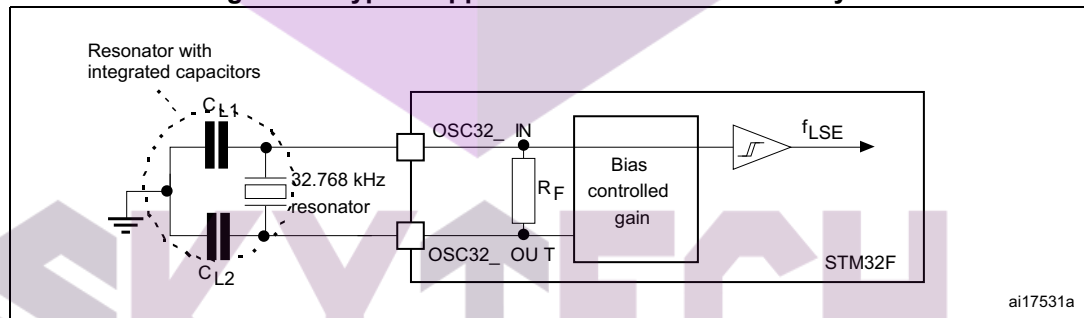 Resonator with
integrated capacitors
CL1
OSC32_ IN
fLSE
32.768 kHz
resonator
RF
Bias
controlled
gain
OSC32_ OU T
STM32F
CL2
SKYTECH
ai17531a